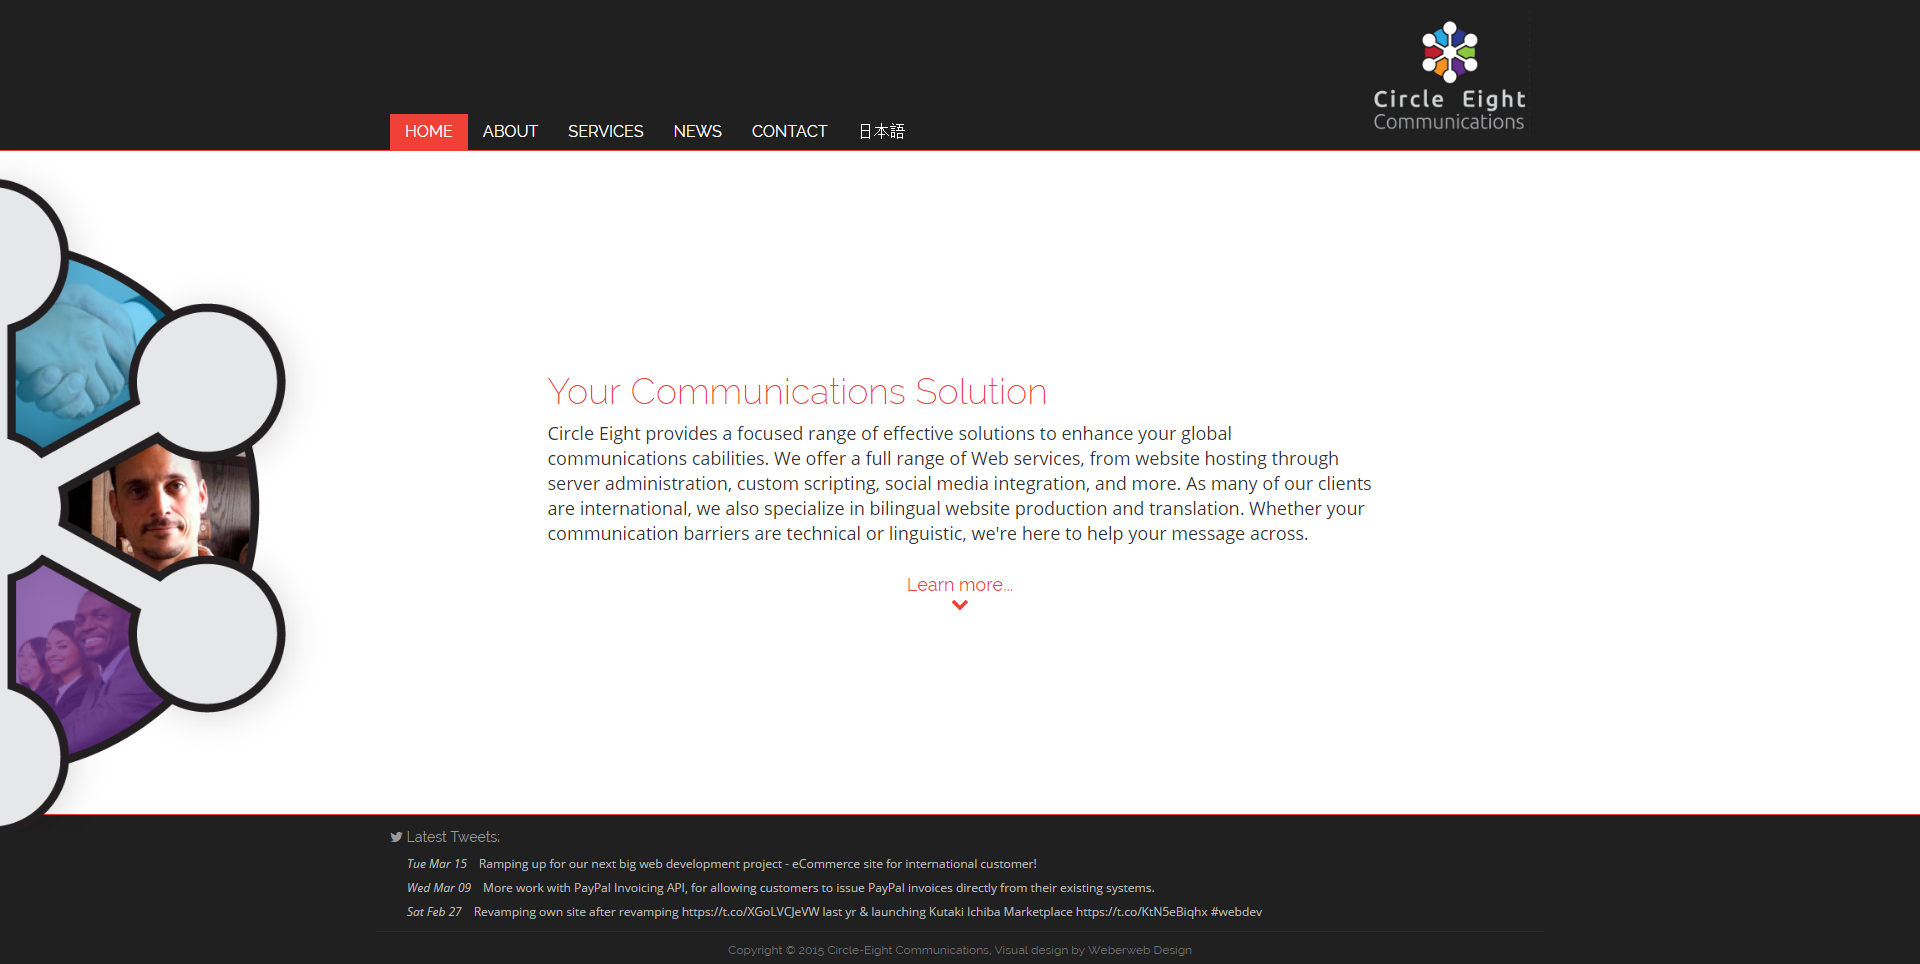 Circle Eight
Communications
HOME ABOUT SERVICES NEWS CONTACT 日本語
Your Communications Solution
Circle Eight provides a focused range of effective solutions to enhance your global
communications cabilities. We offer a full range of Web services, from website hosting through
server administration, custom scripting, social media integration, and more. As many of our clients
are international, we also specialize in bilingual website production and translation. Whether your
communication barriers are technical or linguistic, we're here to help your message across.
Learn more...
Latest Tweets:
Tue Mar 15 Ramping up for our next big web development project - eCommerce site for international customer!
Wed Mar 09 More work with PayPal Invoicing API, for allowing customers to issue PayPal invoices directly from their existing systems.
Sat Feb 27 Revamping own site after revamping https://t.co/XGoLVCJeVW last yr & launching Kutaki Ichiba Marketplace https://t.co/KtN5eBiqhx #webdev
Copyright © 2015 Circle-Eight Communications, Visual design by Weberweb Design